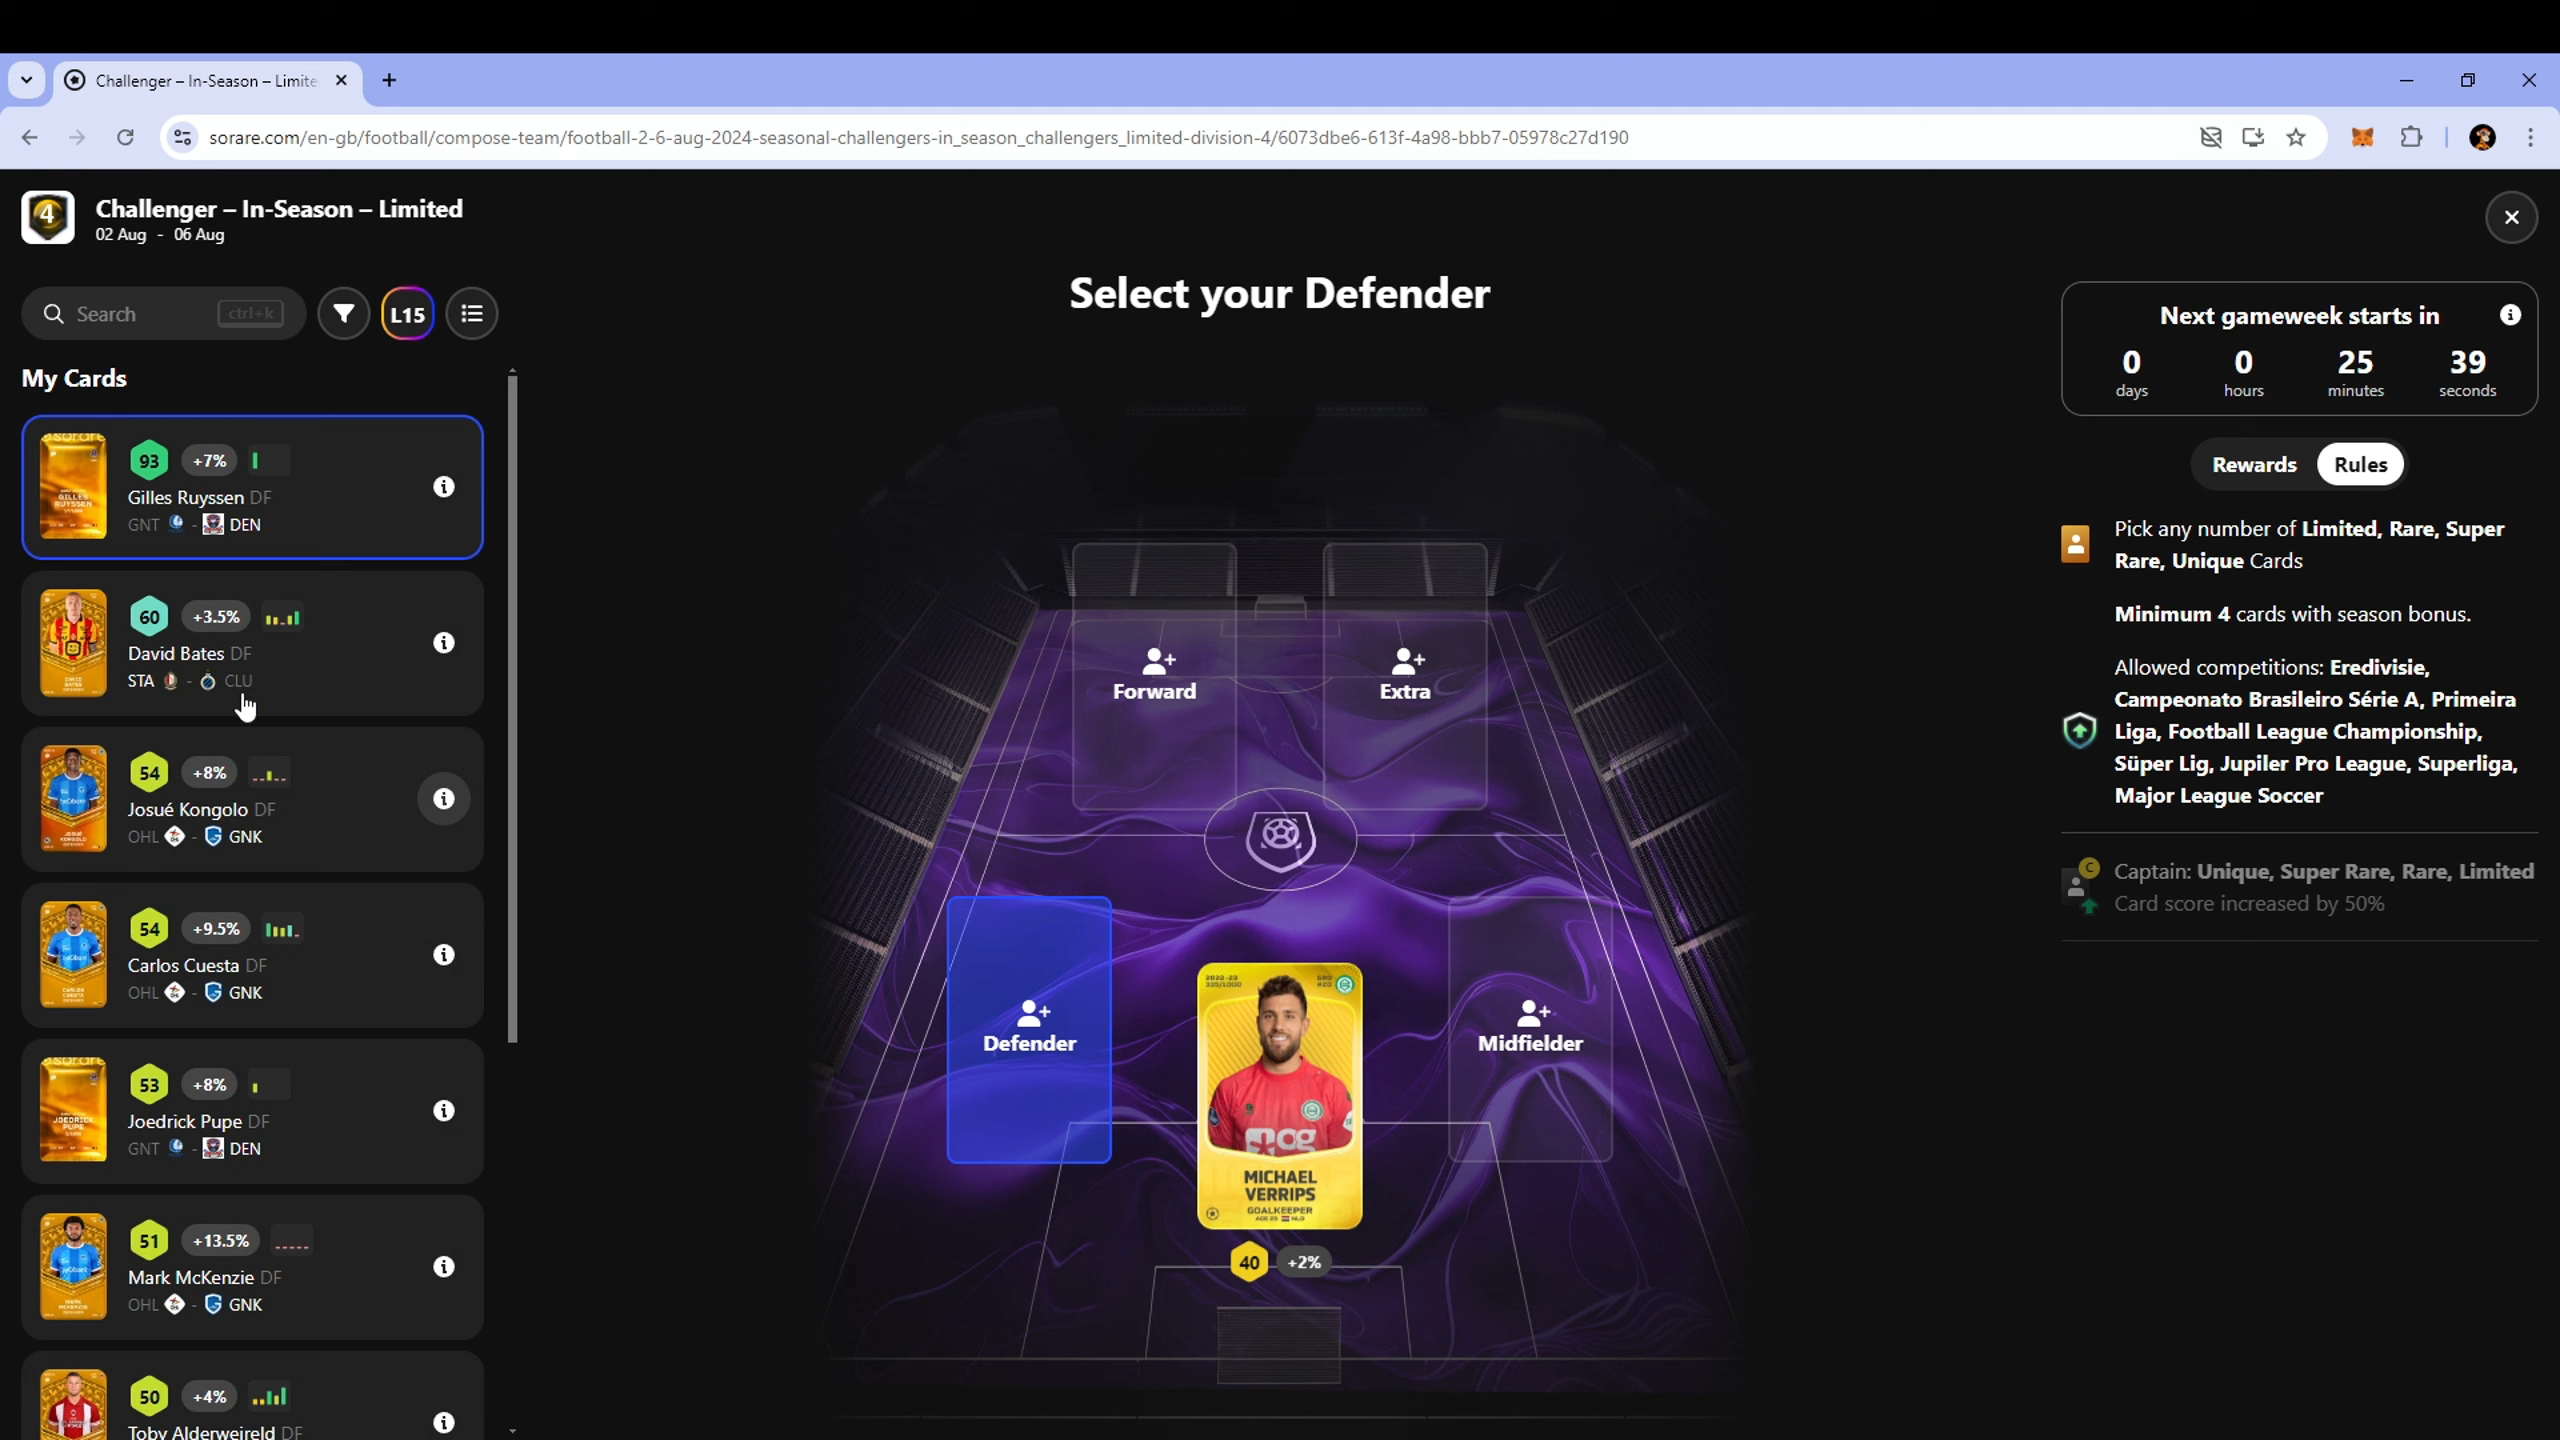 Challenger – In-Season – Limite
sorare.com/en-gb/football/compose-team/football-2-6-aug-2024-seasonal-challengers-in_season_challengers_limited-division-4/6073dbe6-613f-4a98-bbb7-05978c27d190
4
Challenger – In-Season – Limited
02 Aug - 06 Aug
Search ctrl+k L15
My Cards
93 +7%
Gilles Ruyssen DF
GNT - DEN
60 +3.5%
David Bates DF
STA - CLU
54 +8%
Josué Kongolo DF
OHL - GNK
54 +9.5%
Carlos Cuesta DF
OHL - GNK
53 +8%
Joedrick Pupe DF
GNT - DEN
51 +13.5%
Mark McKenzie DF
OHL - GNK
50 +4%
Toby Alderweireld DF
Select your Defender
Forward
Extra
Defender
Midfielder
2022-23
335/1000
MICHAEL
VERRIPS
GOALKEEPER
40 +2%
Next gameweek starts in
0 0 25 39
days hours minutes seconds
Rewards Rules
Pick any number of Limited, Rare, Super
Rare, Unique Cards
Minimum 4 cards with season bonus.
Allowed competitions: Eredivisie,
Campeonato Brasileiro Série A, Primeira
Liga, Football League Championship,
Süper Lig, Jupiler Pro League, Superliga,
Major League Soccer
Captain: Unique, Super Rare, Rare, Limited
Card score increased by 50%